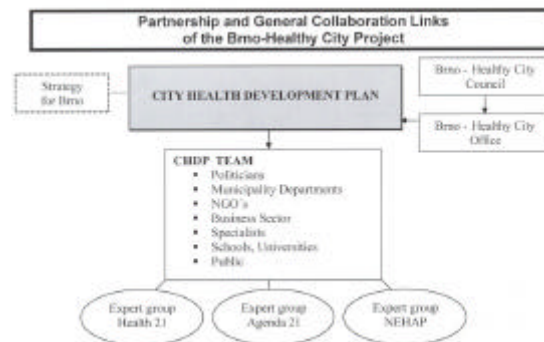 Partnership and General Collaboration Links
of the Brno-Healthy City Project
Strategy
for Brno
CITY HEALTH DEVELOPMENT PLAN
Brno - Healthy City
Council
Brno - Healthy City
Office
CHDP TEAM
▪ Politicians
▪ Municipality Departments
▪ NGO´s
▪ Business Sector
▪ Specialists
▪ Schools, Universities
▪ Public
Expert group
Health 21
Expert group
Agenda 21
Expert group
NEHAP